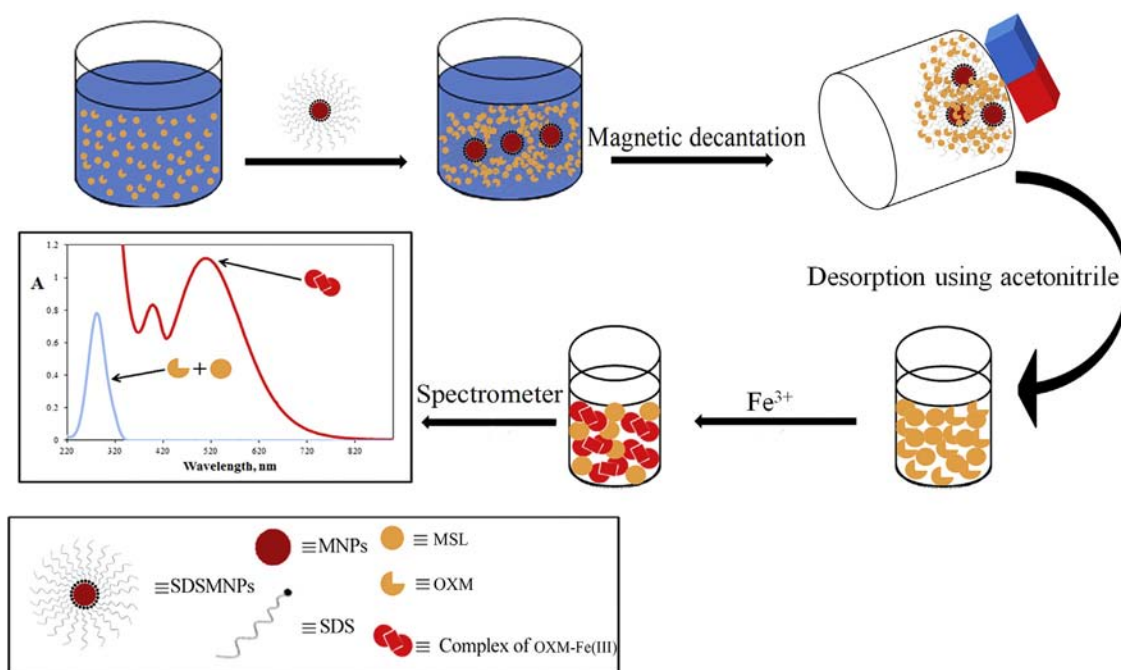 Magnetic decantation
Desorption using acetonitrile
1.2
1
A
0.8
0.6
0.4
0.2
0
220 320 420 520 620 720 820
Wavelength, nm
+
Spectrometer
Fe³⁺
≡SDSMNPs
≡MNPs
≡ SDS
≡ MSL
≡ OXM
≡ Complex of OXM-Fe(III)